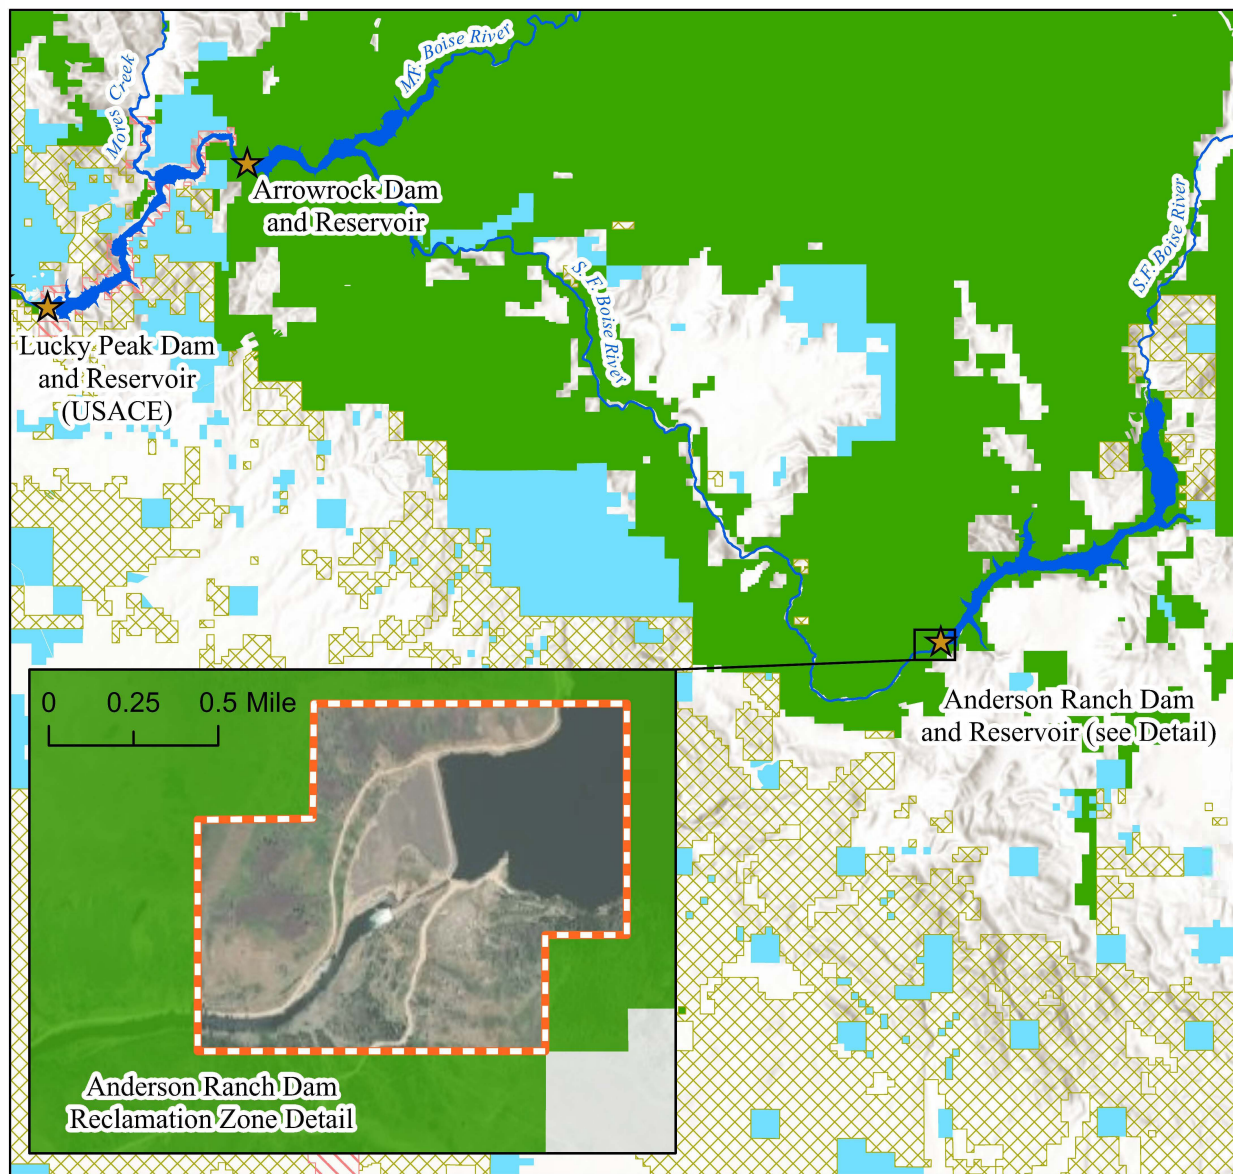 Mores Creek
M.F. Boise River
Arrowrock Dam
and Reservoir
S.F. Boise River
S. F. Boise River
Lucky Peak Dam
and Reservoir
(USACE)
Anderson Ranch Dam
and Reservoir (see Detail)
0 0.25 0.5 Mile
Anderson Ranch Dam
Reclamation Zone Detail